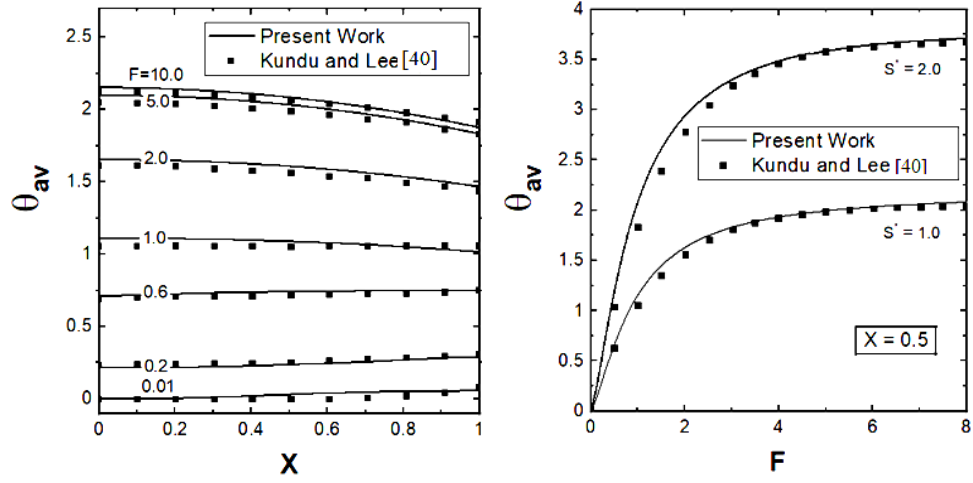 2.5
2
1.5
1
0.5
0
Present Work
Kundu and Lee [40]
F=10.0
5.0
2.0
1.0
0.6
0.2
0.01
θav
0
0.2
0.4
0.6
0.8
1
X
4
3.5
3
2.5
2
1.5
1
0.5
0
S* = 2.0
Present Work
Kundu and Lee [40]
S* = 1.0
X = 0.5
θav
0
2
4
6
8
F